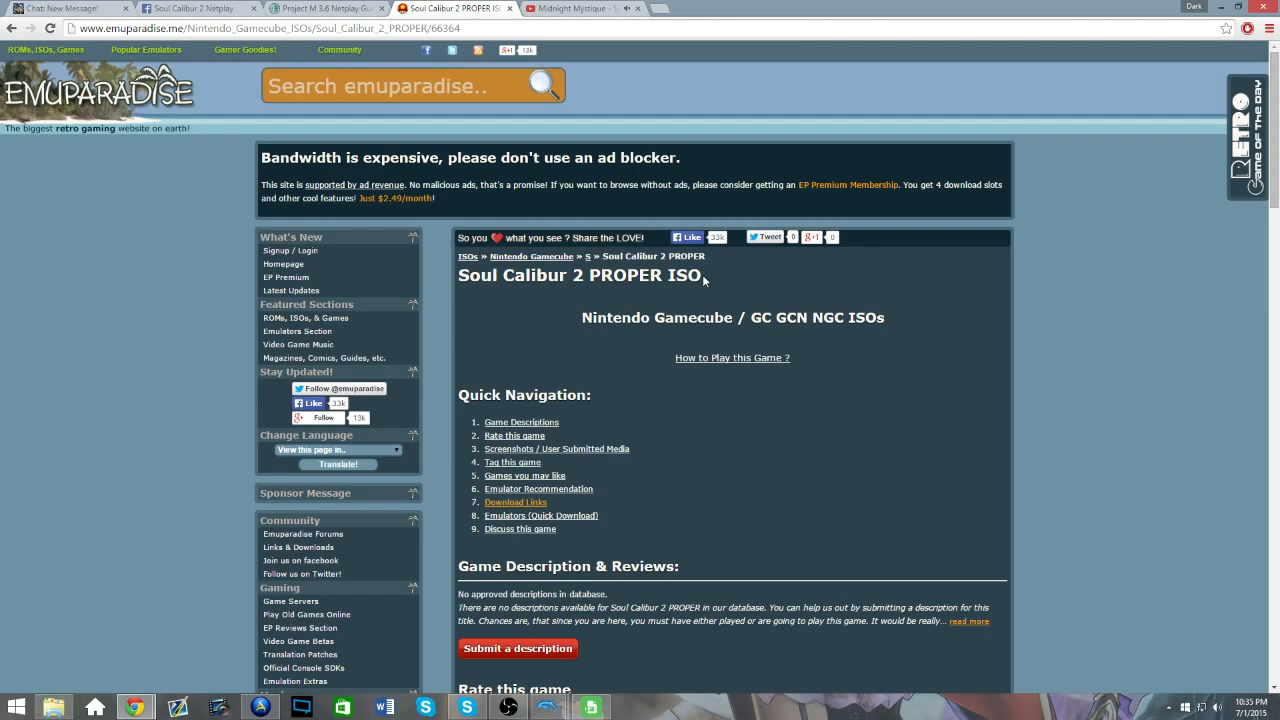 Chat: New Message!
Soul Calibur 2 Netplay
Project M 3.6 Netplay Guid
Soul Calibur 2 PROPER ISO
Midnight Mystique - S
Dark
www.emuparadise.me/Nintendo_Gamecube_ISOs/Soul_Calibur_2_PROPER/66364
ROMs, ISOs, Games
Popular Emulators
Gamer Goodies!
Community
+1 13k
EMUPARADISE
Search emuparadise..
The biggest retro gaming website on earth!
RETRO
GAME OF THE DAY
Bandwidth is expensive, please don't use an ad blocker.
This site is supported by ad revenue. No malicious ads, that's a promise! If you want to browse without ads, please consider getting an EP Premium Membership. You get 4 download slots
and other cool features! Just $2.49/month!
What's New
Signup / Login
Homepage
EP Premium
Latest Updates
Featured Sections
ROMs, ISOs, & Games
Emulators Section
Video Game Music
Magazines, Comics, Guides, etc.
Stay Updated!
Follow @emuparadise
Like 33k
Follow 13k
Change Language
View this page in..
Translate!
Sponsor Message
Community
Emuparadise Forums
Links & Downloads
Join us on facebook
Follow us on Twitter!
Gaming
Game Servers
Play Old Games Online
EP Reviews Section
Video Game Betas
Translation Patches
Official Console SDKs
Emulation Extras
So you ❤ what you see ? Share the LOVE!
Like 33k
Tweet 0
+1 0
ISOs » Nintendo Gamecube » S » Soul Calibur 2 PROPER
Soul Calibur 2 PROPER ISO
Nintendo Gamecube / GC GCN NGC ISOs
How to Play this Game ?
Quick Navigation:
1. Game Descriptions
2. Rate this game
3. Screenshots / User Submitted Media
4. Tag this game
5. Games you may like
6. Emulator Recommendation
7. Download Links
8. Emulators (Quick Download)
9. Discuss this game
Game Description & Reviews:
No approved descriptions in database.
There are no descriptions available for Soul Calibur 2 PROPER in our database. You can help us out by submitting a description for this
title. Chances are, that since you are here, you must have either played or are going to play this game. It would be really... read more
Submit a description
Rate this game
10:35 PM
7/1/2015